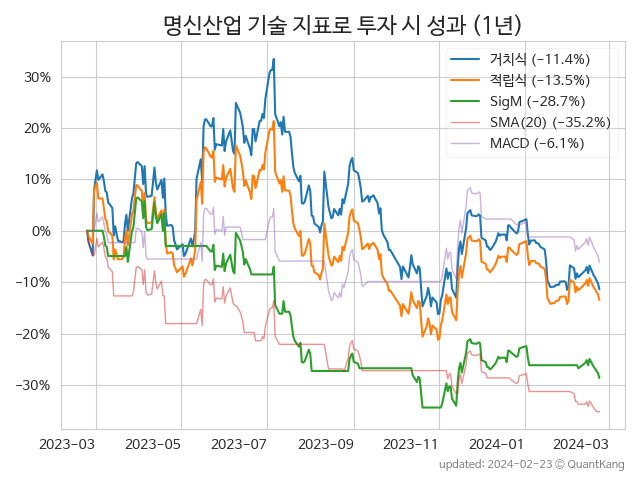 명신산업 기술 지표로 투자 시 성과 (1년)
거치식 (−11.4%)
적립식 (−13.5%)
SigM (−28.7%)
SMA(20) (−35.2%)
MACD (−6.1%)
30%
20%
10%
0%
−10%
−20%
−30%
2023-03 2023-05 2023-07 2023-09 2023-11 2024-01 2024-03
updated: 2024-02-23 ⓒ QuantKang